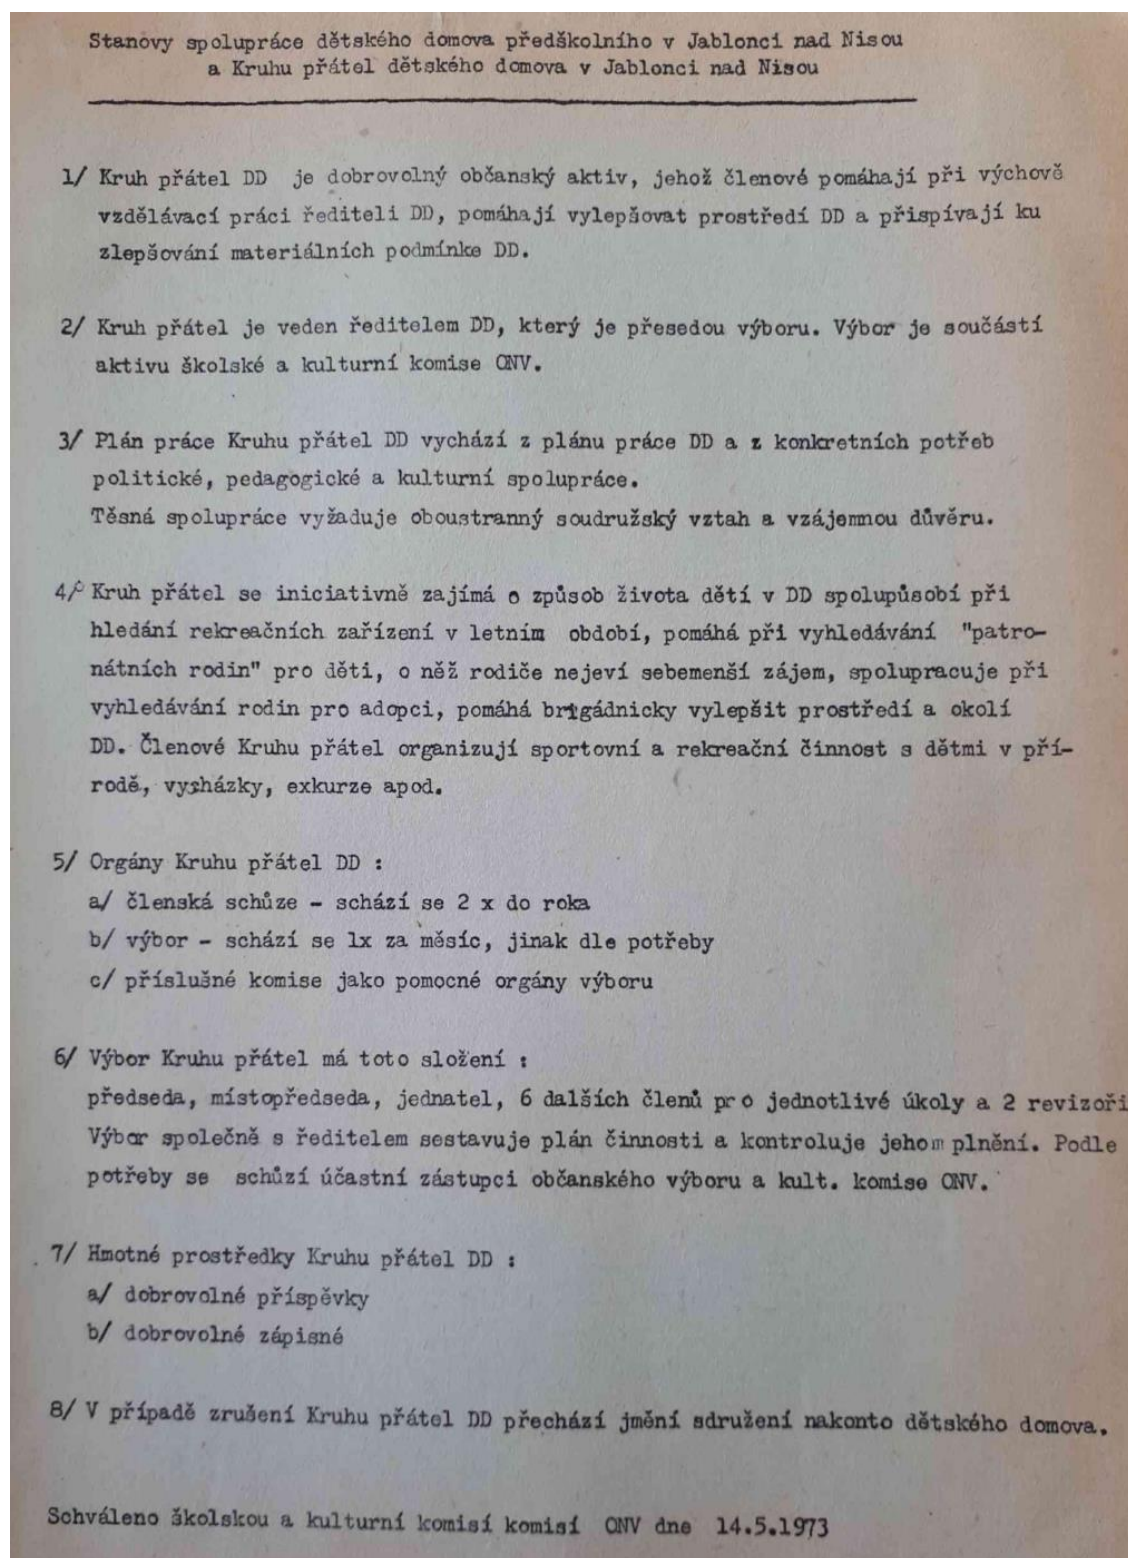 Stanovy spolupráce dětského domova předškolního v Jablonci nad Nisou
a Kruhu přátel dětského domova v Jablonci nad Nisou
1/ Kruh přátel DD je dobrovolný občanský aktiv, jehož členové pomáhají při výchově
vzdělávací práci řediteli DD, pomáhají vylepšovat prostředí DD a přispívají ku
zlepšování materiálních podmínke DD.
2/ Kruh přátel je veden ředitelem DD, který je přesedou výboru. Výbor je součástí
aktivu školské a kulturní komise ONV.
3/ Plán práce Kruhu přátel DD vychází z plánu práce DD a z konkretních potřeb
politické, pedagogické a kulturní spolupráce.
Těsná spolupráce vyžaduje oboustranný soudružský vztah a vzájemnou důvěru.
4/ Kruh přátel se iniciativně zajímá o způsob života dětí v DD spolupůsobí při
hledání rekreačních zařízení v letním období, pomáhá při vyhledávání "patro-
nátních rodin" pro děti, o něž rodiče nejeví sebemenší zájem, spolupracuje při
vyhledávání rodin pro adopci, pomáhá brigádnicky vylepšit prostředí a okolí
DD. Členové Kruhu přátel organizují sportovní a rekreační činnost s dětmi v pří-
rodě, vycházky, exkurze apod.
5/ Orgány Kruhu přátel DD :
a/ členská schůze - schází se 2 x do roka
b/ výbor - schází se 1x za měsíc, jinak dle potřeby
c/ příslušné komise jako pomocné orgány výboru
6/ Výbor Kruhu přátel má toto složení :
předseda, místopředseda, jednatel, 6 dalších členů pro jednotlivé úkoly a 2 revizoři
Výbor společně s ředitelem sestavuje plán činnosti a kontroluje jehom plnění. Podle
potřeby se schůzí účastní zástupci občanského výboru a kult. komise ONV.
7/ Hmotné prostředky Kruhu přátel DD :
a/ dobrovolné příspěvky
b/ dobrovolné zápisné
8/ V případě zrušení Kruhu přátel DD přechází jmění sdružení nakonto dětského domova.
Schváleno školskou a kulturní komisí komisí ONV dne 14.5.1973